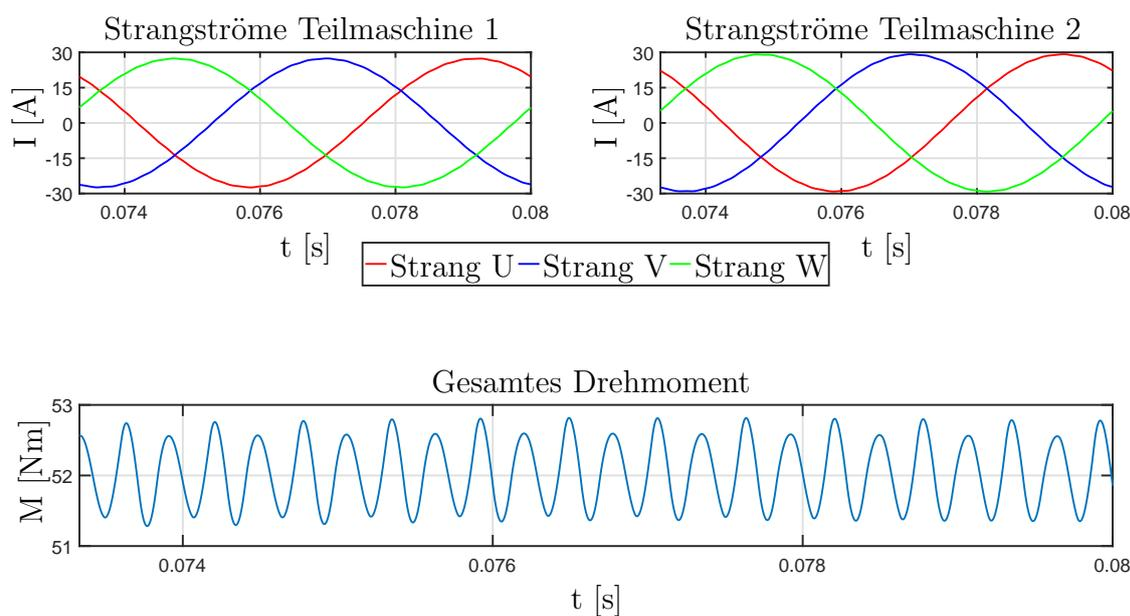 Strangströme Teilmaschine 1
30
15
0
-15
-30
I [A]
0.074
0.076
0.078
0.08
t [s]
Strangströme Teilmaschine 2
30
15
0
-15
-30
I [A]
0.074
0.076
0.078
0.08
t [s]
Strang U Strang V Strang W
Gesamtes Drehmoment
53
52
51
M [Nm]
0.074
0.076
0.078
0.08
t [s]